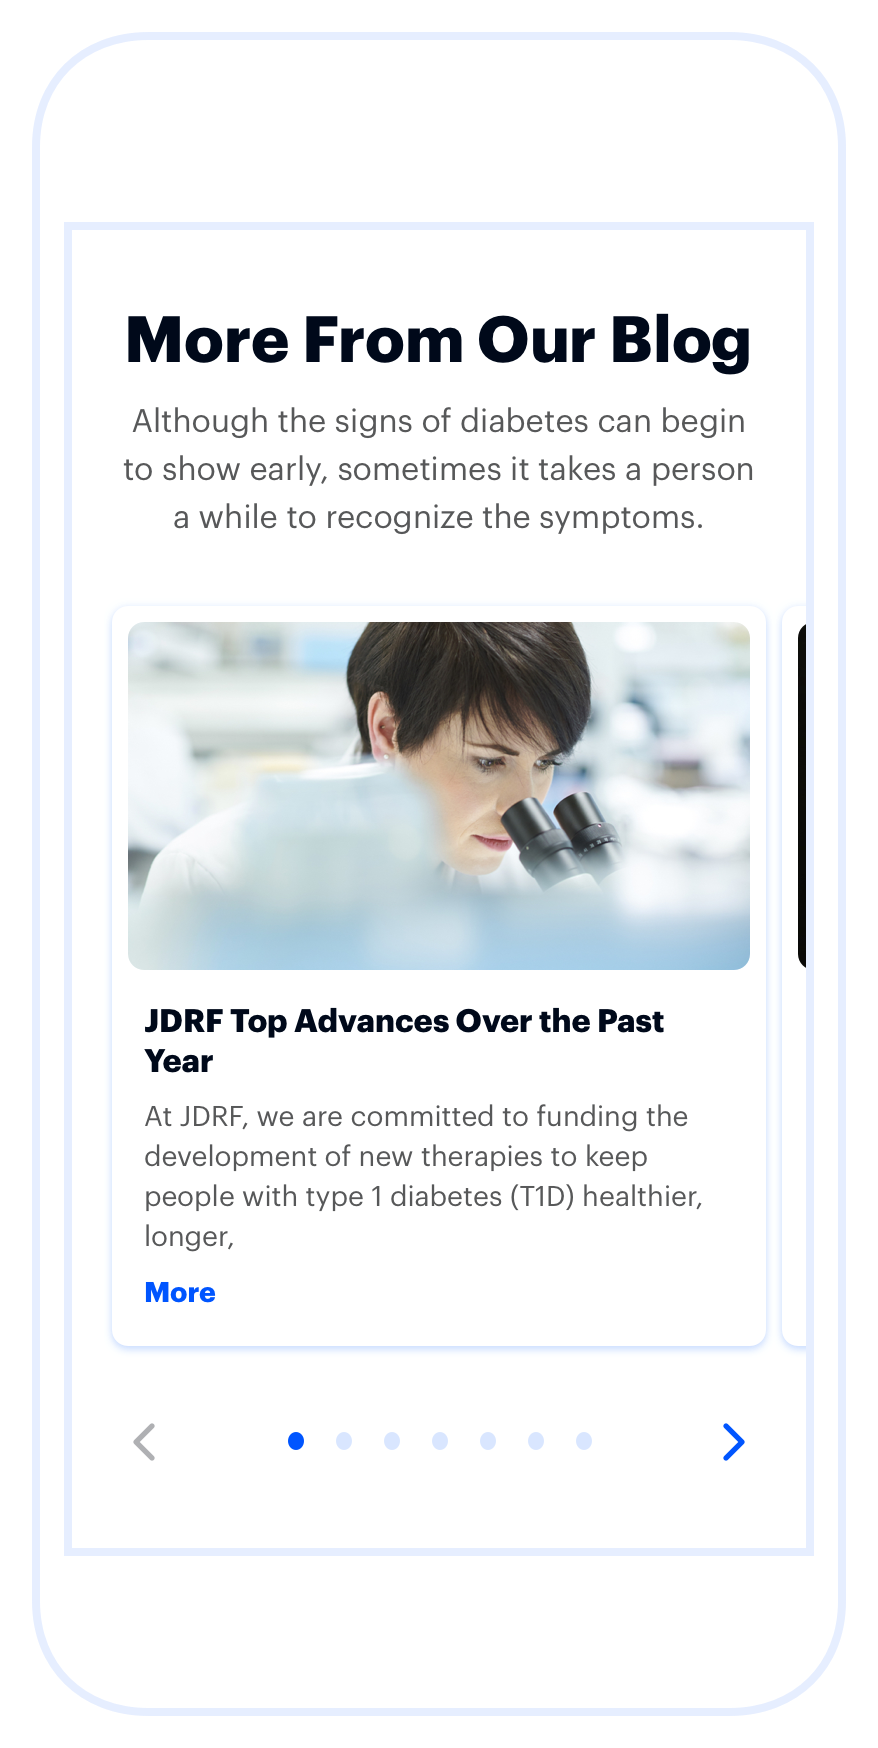 More From Our Blog
Although the signs of diabetes can begin
to show early, sometimes it takes a person
a while to recognize the symptoms.
JDRF Top Advances Over the Past
Year
At JDRF, we are committed to funding the
development of new therapies to keep
people with type 1 diabetes (T1D) healthier,
longer,
More